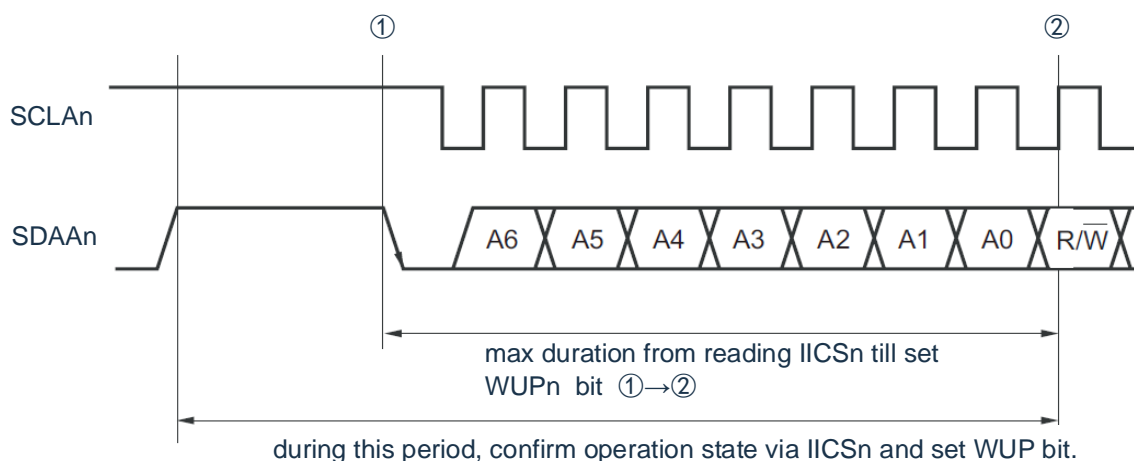 ① ②
SCLAn
SDAAn A6 A5 A4 A3 A2 A1 A0 R/W̅
max duration from reading IICSn till set
WUPn bit ①→②
during this period, confirm operation state via IICSn and set WUP bit.